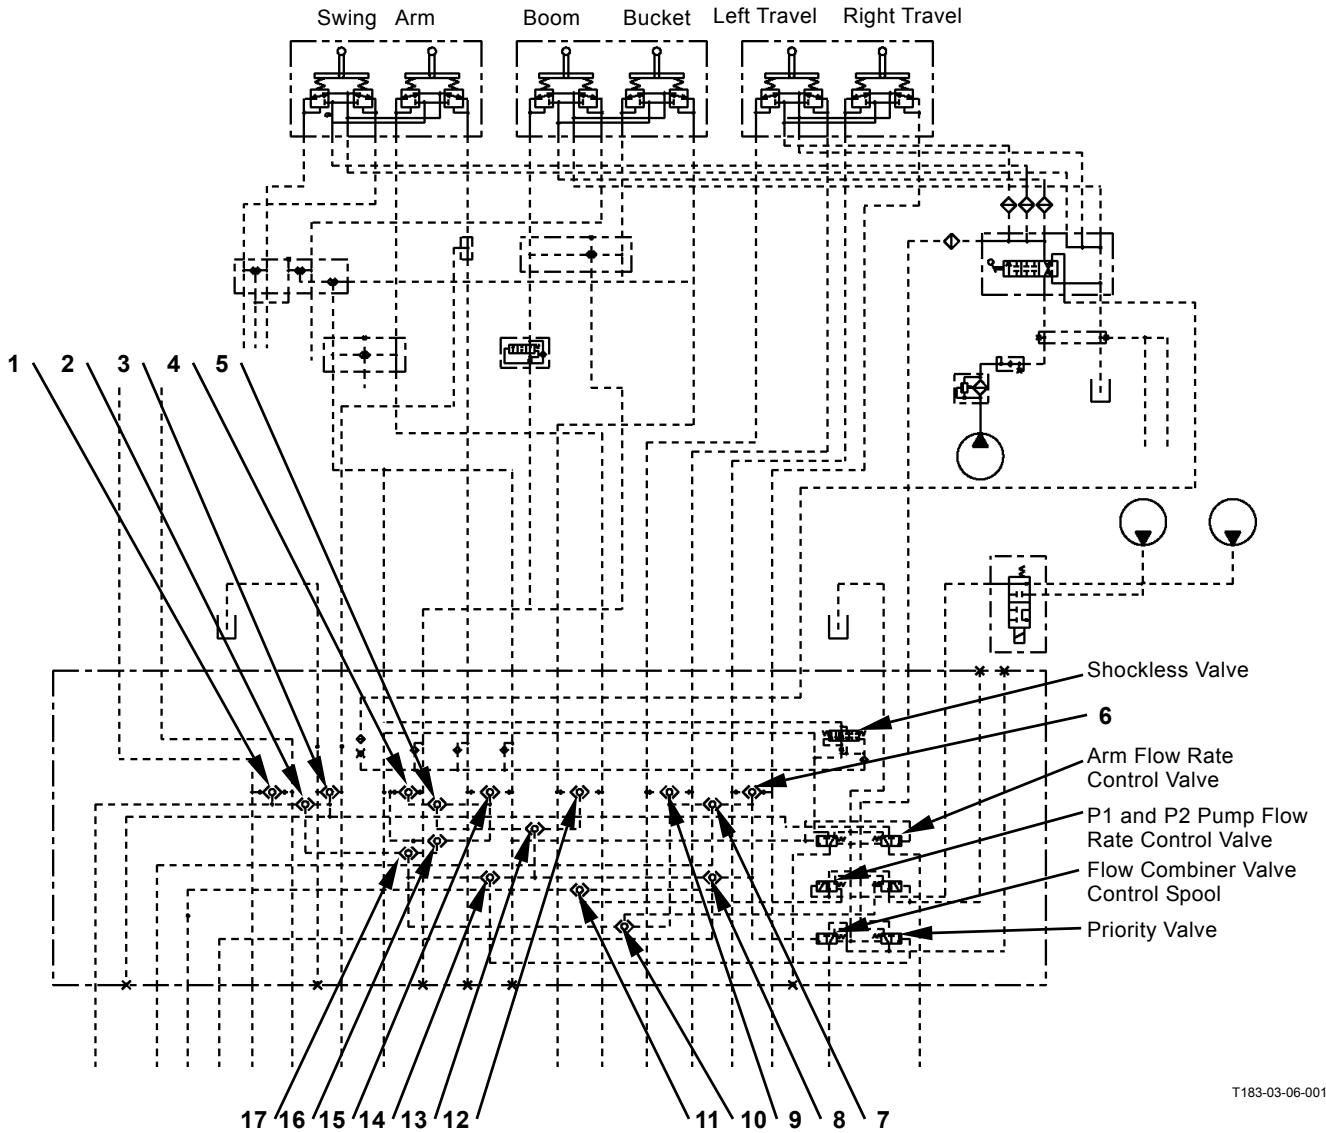 Swing Arm Boom Bucket Left Travel Right Travel
1 2 3 4 5
Shockless Valve
6
Arm Flow Rate
Control Valve
P1 and P2 Pump Flow
Rate Control Valve
Flow Combiner Valve
Control Spool
Priority Valve
17 16 15 14 13 12 11 10 9 8 7
T183-03-06-001